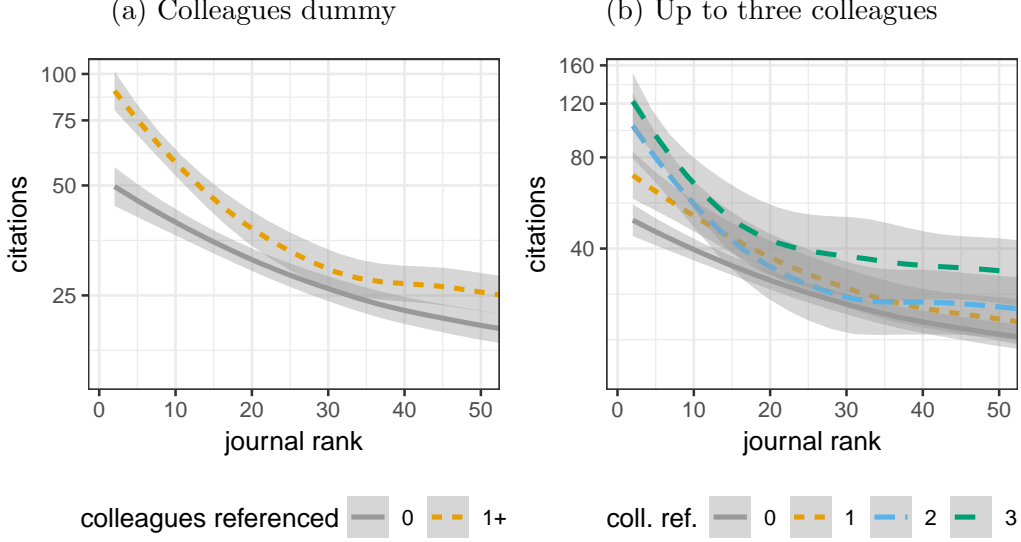 (a) Colleagues dummy
(b) Up to three colleagues
100
75
50
25
citations
0 10 20 30 40 50
journal rank
160
120
80
40
citations
0 10 20 30 40 50
journal rank
colleagues referenced 0 1+
coll. ref. 0 1 2 3